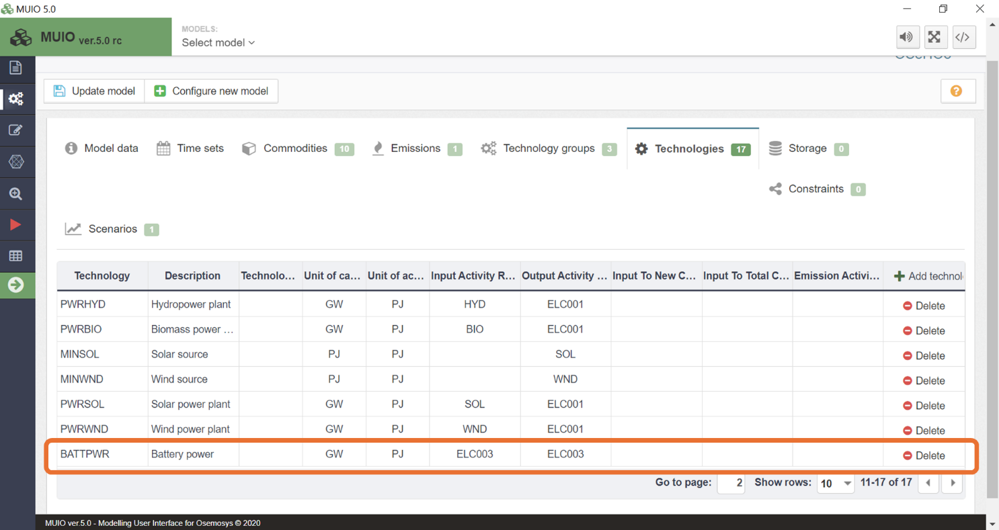 MUIO 5.0
MUIO ver.5.0 rc
MODELS:
Select model
Update model Configure new model
Model data Time sets Commodities 10 Emissions 1 Technology groups 3 Technologies 17 Storage 0
Constraints 0
Scenarios 1
Technology Description Technolo... Unit of ca... Unit of ac... Input Activity R... Output Activity ... Input To New C... Input To Total C... Emission Activi... Add technol
PWRHYD Hydropower plant GW PJ HYD ELC001 Delete
PWRBIO Biomass power ... GW PJ BIO ELC001 Delete
MINSOL Solar source PJ PJ SOL Delete
MINWND Wind source PJ PJ WND Delete
PWRSOL Solar power plant GW PJ SOL ELC001 Delete
PWRWND Wind power plant GW PJ WND ELC001 Delete
BATTPWR Battery power GW PJ ELC003 ELC003 Delete
Go to page: 2 Show rows: 10 11-17 of 17
MUIO ver.5.0 - Modelling User Interface for Osemosys © 2020